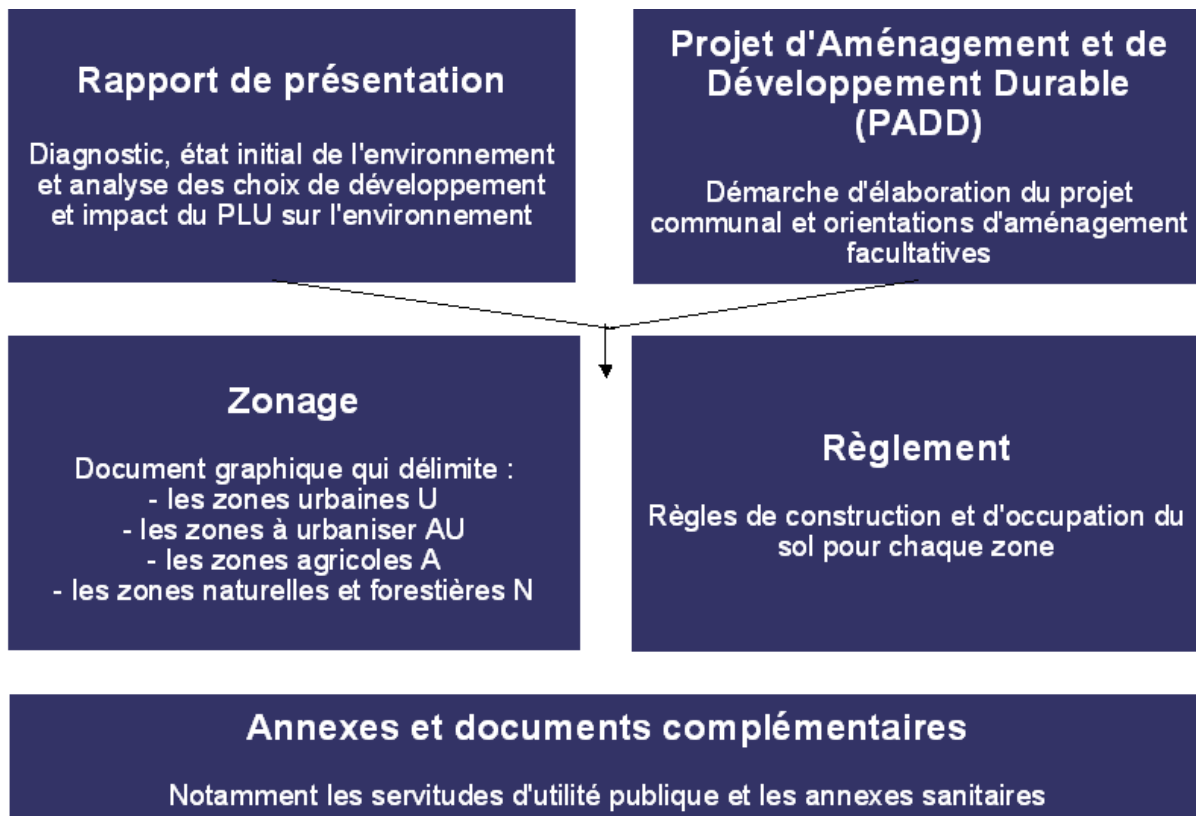 Rapport de présentation
Diagnostic, état initial de l'environnement
et analyse des choix de développement
et impact du PLU sur l'environnement
Projet d'Aménagement et de
Développement Durable
(PADD)
Démarche d'élaboration du projet
communal et orientations d'aménagement
facultatives
Zonage
Document graphique qui délimite :
- les zones urbaines U
- les zones à urbaniser AU
- les zones agricoles A
- les zones naturelles et forestières N
Règlement
Règles de construction et d'occupation du
sol pour chaque zone
Annexes et documents complémentaires
Notamment les servitudes d'utilité publique et les annexes sanitaires